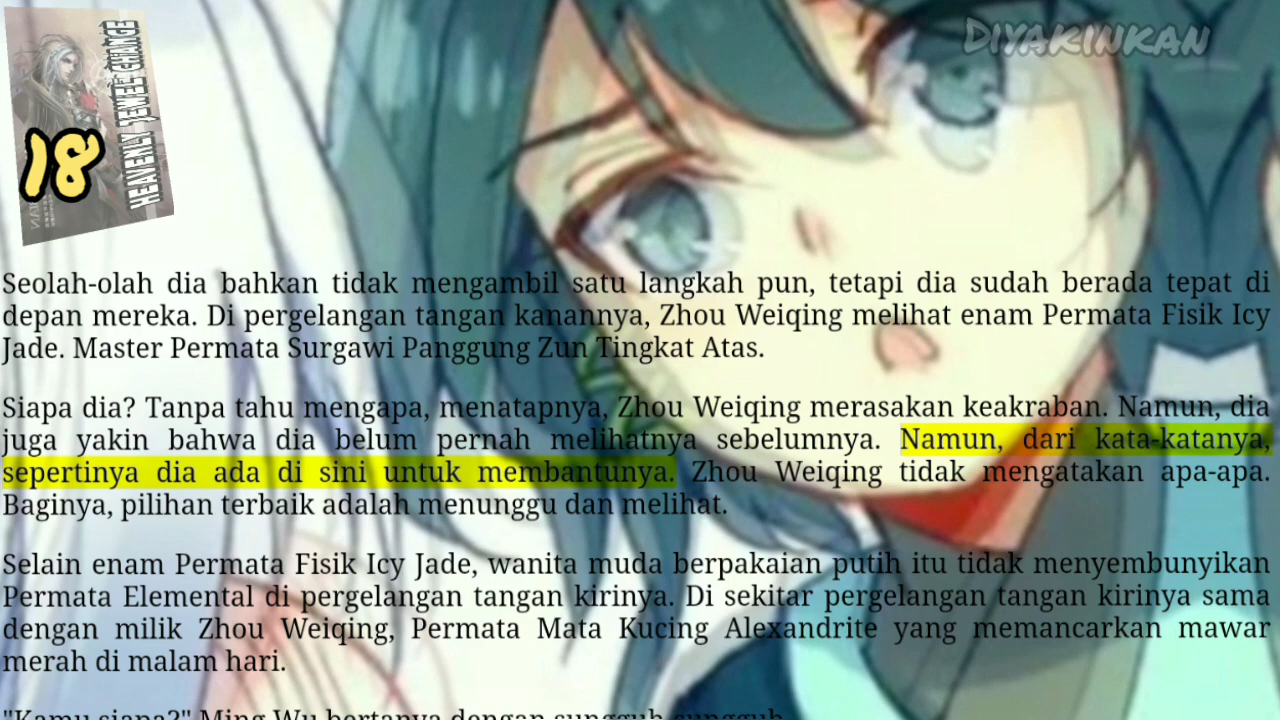 Diyakinkan
HEAVENLY JEWEL CHANGE
18
Seolah-olah dia bahkan tidak mengambil satu langkah pun, tetapi dia sudah berada tepat di
depan mereka. Di pergelangan tangan kanannya, Zhou Weiqing melihat enam Permata Fisik Icy
Jade. Master Permata Surgawi Panggung Zun Tingkat Atas.
Siapa dia? Tanpa tahu mengapa, menatapnya, Zhou Weiqing merasakan keakraban. Namun, dia
juga yakin bahwa dia belum pernah melihatnya sebelumnya. Namun, dari kata-katanya,
sepertinya dia ada di sini untuk membantunya. Zhou Weiqing tidak mengatakan apa-apa.
Baginya, pilihan terbaik adalah menunggu dan melihat.
Selain enam Permata Fisik Icy Jade, wanita muda berpakaian putih itu tidak menyembunyikan
Permata Elemental di pergelangan tangan kirinya. Di sekitar pergelangan tangan kirinya sama
dengan milik Zhou Weiqing, Permata Mata Kucing Alexandrite yang memancarkan mawar
merah di malam hari.
"Kamu siapa?" Ming Wu bertanya dengan sungguh-sungguh.